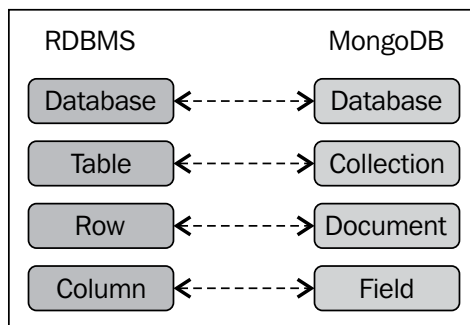 RDBMS MongoDB
Database Database
Table Collection
Row Document
Column Field